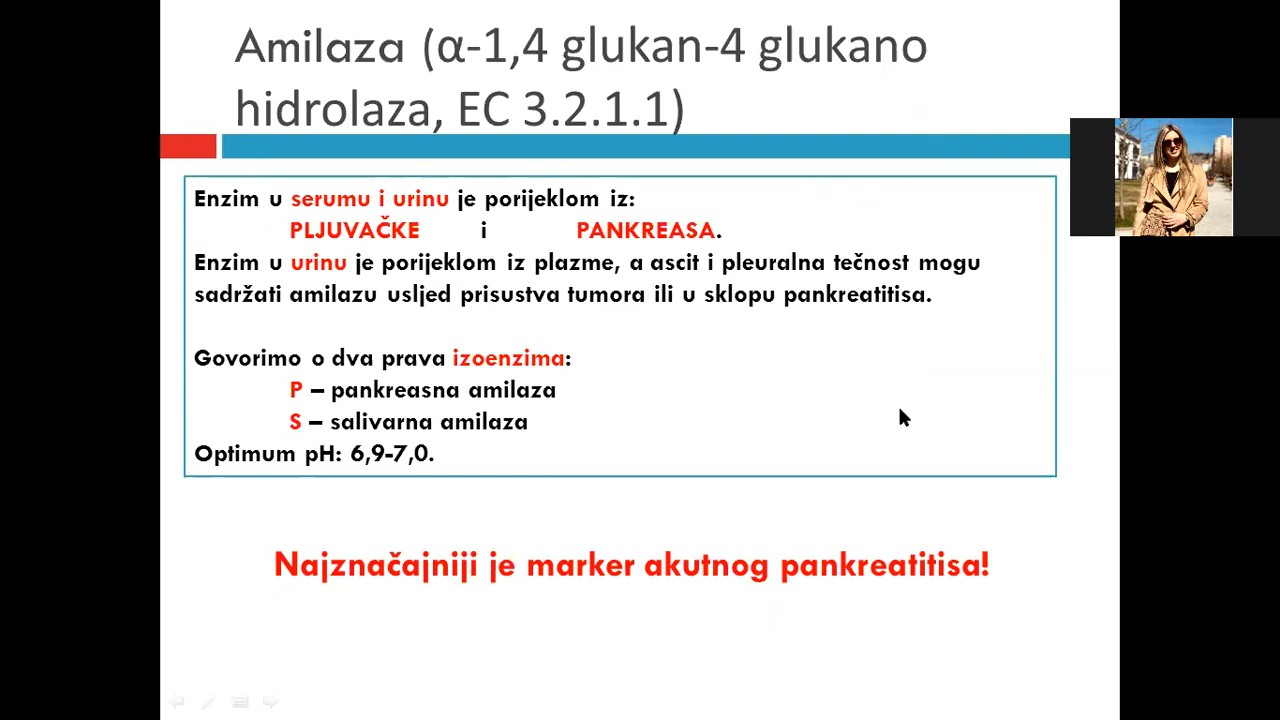 Amilaza (α-1,4 glukan-4 glukano
hidrolaza, EC 3.2.1.1)
Enzim u serumu i urinu je porijeklom iz:
PLJUVAČKE i PANKREASA.
Enzim u urinu je porijeklom iz plazme, a ascit i pleuralna tečnost mogu
sadržati amilazu usljed prisustva tumora ili u sklopu pankreatitisa.
Govorimo o dva prava izoenzima:
P – pankreasna amilaza
S – salivarna amilaza
Optimum pH: 6,9-7,0.
Najznačajniji je marker akutnog pankreatitisa!